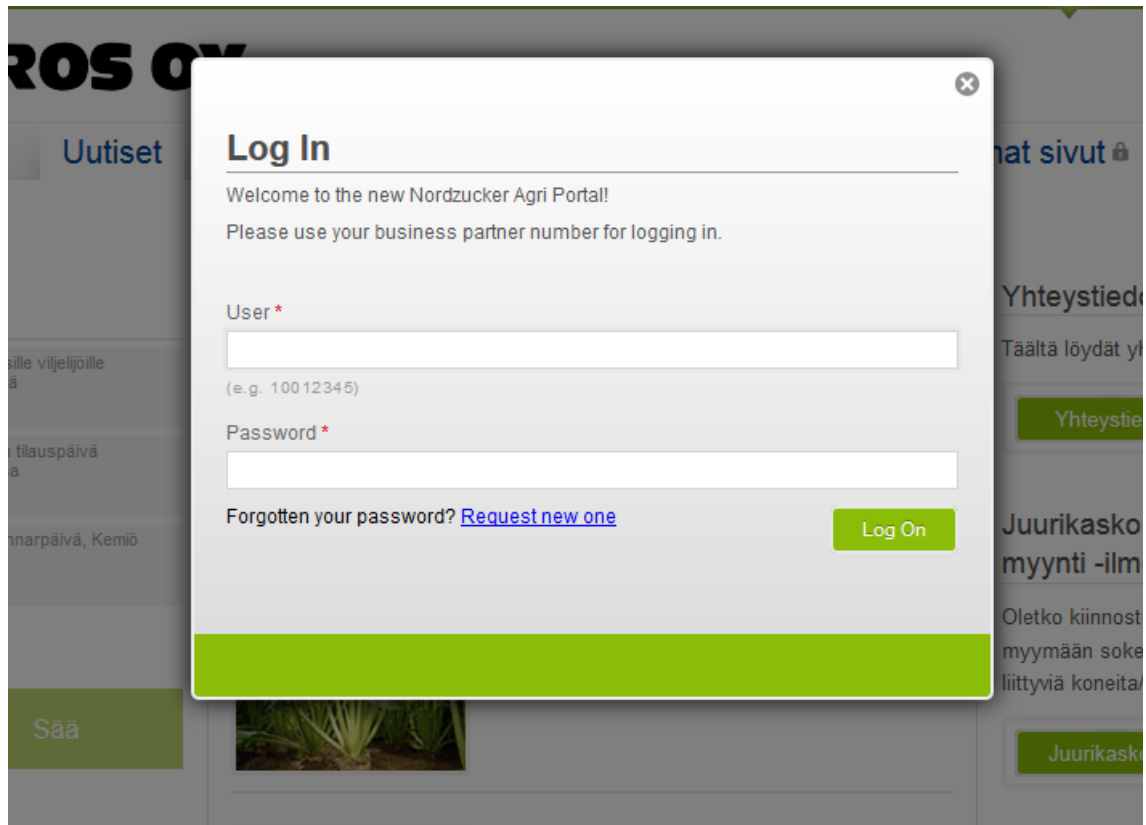 ROS OY
Uutiset
nat sivut
Log In
Welcome to the new Nordzucker Agri Portal!
Please use your business partner number for logging in.
User *
(e.g. 10012345)
Password *
Forgotten your password? Request new one
Log On
sille viljelijöille
ä
tilauspäivä
a
nnarpäivä, Kemiö
Sää
Yhteystiedo
Täältä löydät yh
Yhteystie
Juurikasko
myynti -ilm
Oletko kiinnost
myymään soke
liittyviä koneita/
Juurikasko